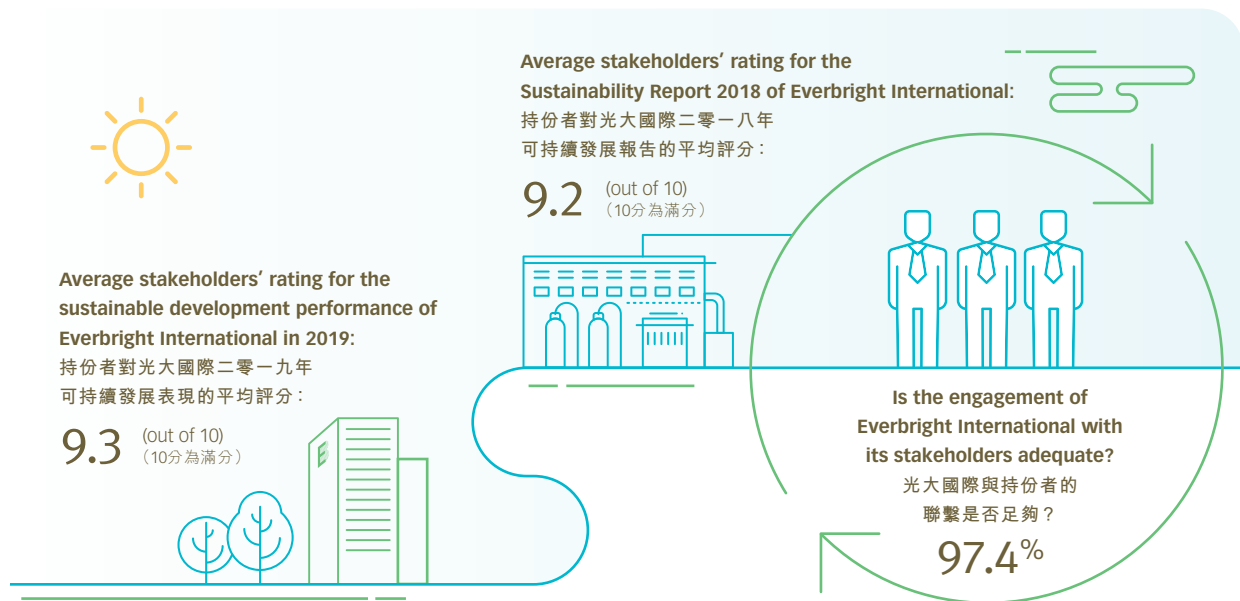 Average stakeholders’ rating for the
Sustainability Report 2018 of Everbright International:
持份者對光大國際二零一八年
可持續發展報告的平均評分：
9.2 (out of 10)
（10分為滿分）
Average stakeholders’ rating for the
sustainable development performance of
Everbright International in 2019:
持份者對光大國際二零一九年
可持續發展表現的平均評分：
9.3 (out of 10)
（10分為滿分）
E
Is the engagement of
Everbright International with
its stakeholders adequate?
光大國際與持份者的
聯繫是否足夠？
97.4%